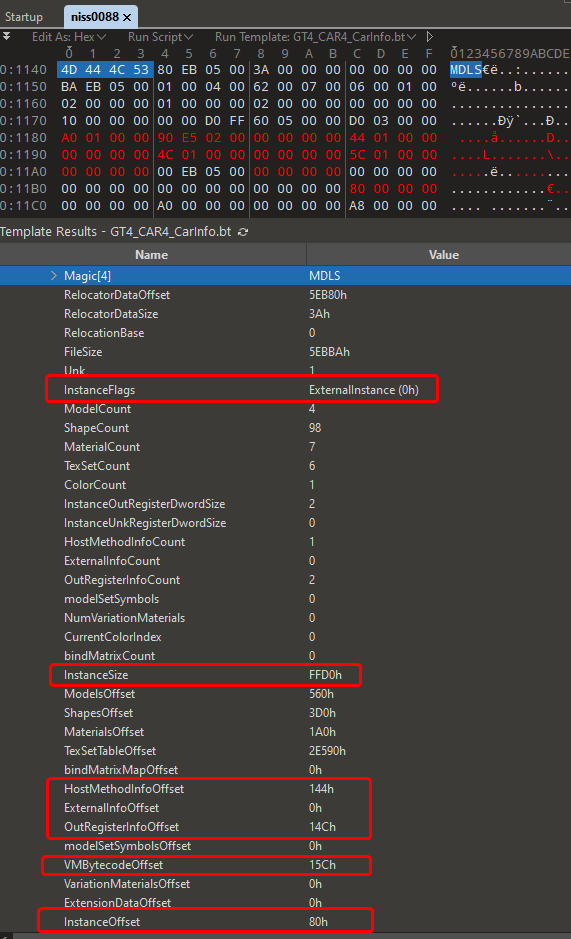 Startup niss0088 ×
Edit As: Hex Run Script Run Template: GT4_CAR4_CarInfo.bt
0 1 2 3 4 5 6 7 8 9 A B C D E F 0123456789ABCDE
0:1140 4D 44 4C 53 80 EB 05 00 3A 00 00 00 00 00 00 00 MDLS€ë..:.......
0:1150 BA EB 05 00 01 00 04 00 62 00 07 00 06 00 01 00 ºë......b.......
0:1160 02 00 00 00 01 00 00 00 02 00 00 00 00 00 00 00 ................
0:1170 10 00 00 00 00 00 D0 FF 60 05 00 00 D0 03 00 00 ......Ðÿ`...Ð...
0:1180 A0 01 00 00 90 E5 02 00 00 00 00 00 44 01 00 00 .....å......D...
0:1190 00 00 00 00 4C 01 00 00 00 00 00 00 5C 01 00 00 ....L.......\...
0:11A0 00 00 00 00 00 EB 05 00 00 00 00 00 00 00 00 00 .....ë..........
0:11B0 00 00 00 00 00 00 00 00 00 00 00 00 80 00 00 00 ............€...
0:11C0 00 00 00 00 A0 00 00 00 00 00 00 00 A8 00 00 00 ............¨...
Template Results - GT4_CAR4_CarInfo.bt
Name Value
Magic[4] MDLS
RelocatorDataOffset 5EB80h
RelocatorDataSize 3Ah
RelocationBase 0
FileSize 5EBBAh
Unk 1
InstanceFlags ExternalInstance (0h)
ModelCount 4
ShapeCount 98
MaterialCount 7
TexSetCount 6
ColorCount 1
InstanceOutRegisterDwordSize 2
InstanceUnkRegisterDwordSize 0
HostMethodInfoCount 1
ExternalInfoCount 0
OutRegisterInfoCount 2
modelSetSymbols 0
NumVariationMaterials 0
CurrentColorIndex 0
bindMatrixCount 0
InstanceSize FFD0h
ModelsOffset 560h
ShapesOffset 3D0h
MaterialsOffset 1A0h
TexSetTableOffset 2E590h
bindMatrixMapOffset 0h
HostMethodInfoOffset 144h
ExternalInfoOffset 0h
OutRegisterInfoOffset 14Ch
modelSetSymbolsOffset 0h
VMBytecodeOffset 15Ch
VariationMaterialsOffset 0h
ExtensionDataOffset 0h
InstanceOffset 80h